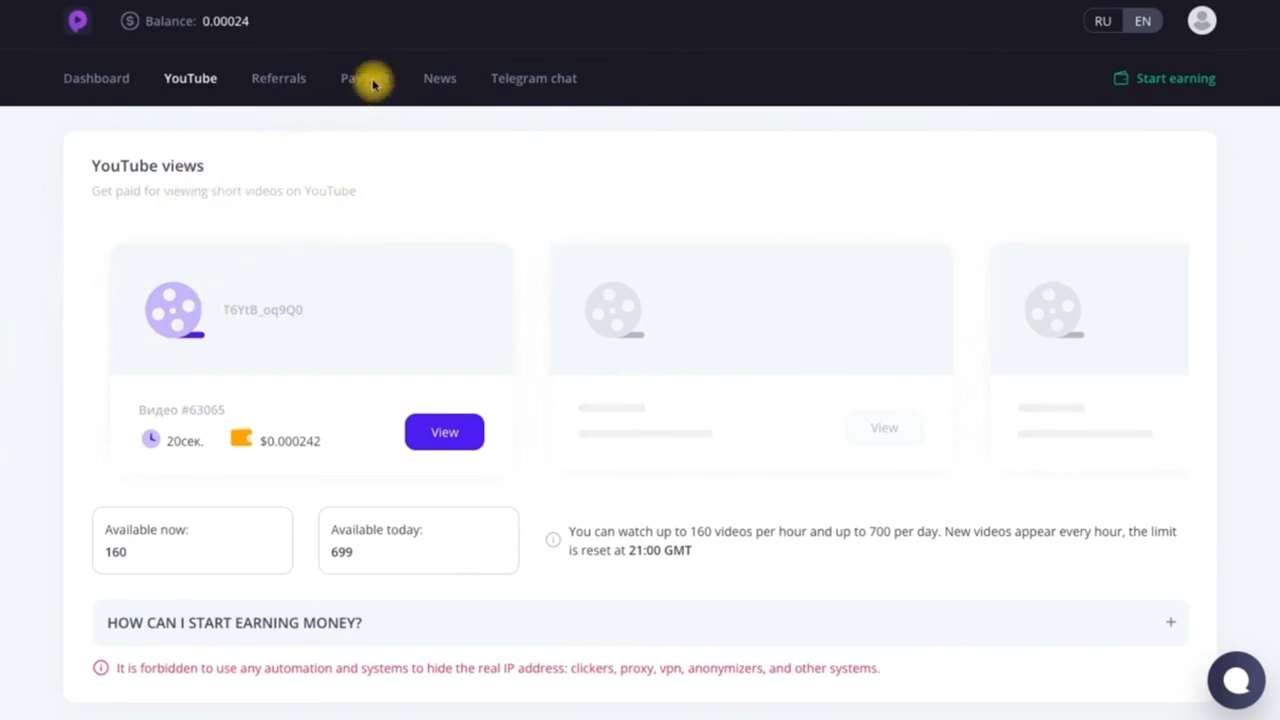 Balance: 0.00024
RU EN
Dashboard YouTube Referrals News Telegram chat Start earning
YouTube views
Get paid for viewing short videos on YouTube
T6YtB_oq9Q0
Видео #63065
20сек. $0.000242 View
View
Available now:
160
Available today:
699
You can watch up to 160 videos per hour and up to 700 per day. New videos appear every hour, the limit
is reset at 21:00 GMT
HOW CAN I START EARNING MONEY? +
It is forbidden to use any automation and systems to hide the real IP address: clickers, proxy, vpn, anonymizers, and other systems.